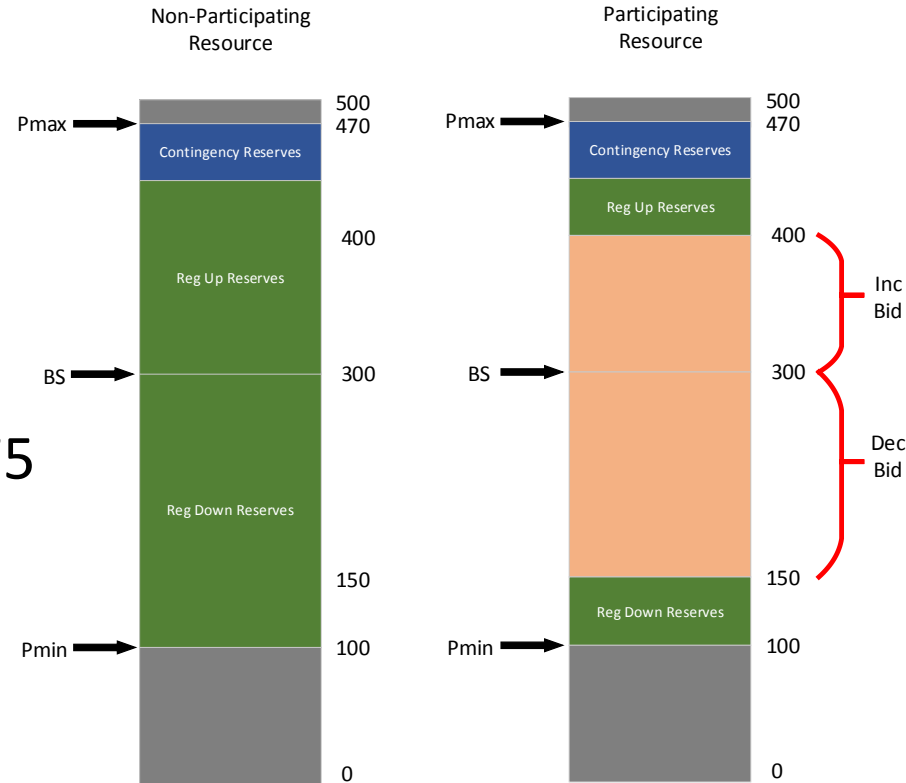 Non-Participating
Resource
Participating
Resource
500
Pmax
470
Contingency Reserves
400
Reg Up Reserves
BS
300
Reg Down Reserves
150
Pmin
100
0
500
Pmax
470
Contingency Reserves
Reg Up Reserves
400
Inc
Bid
BS
300
Dec
Bid
150
Reg Down Reserves
Pmin
100
0
5